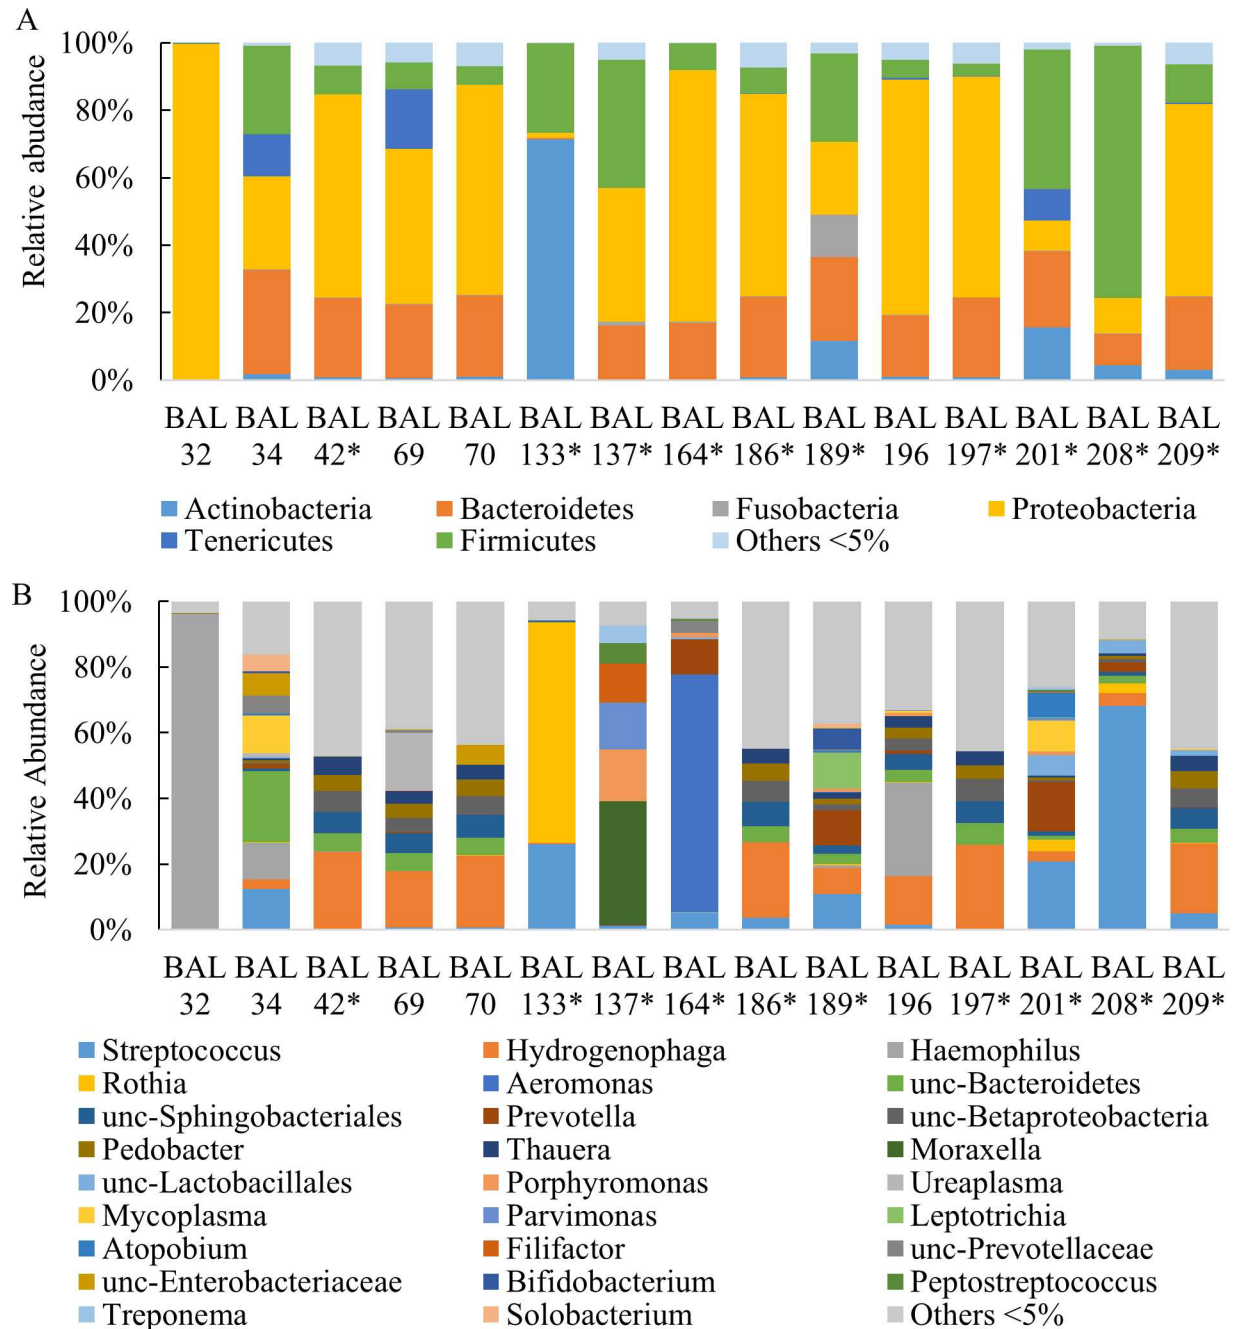 A
100%
80%
60%
40%
20%
0%
Relative abudance
BAL BAL BAL BAL BAL BAL BAL BAL BAL BAL BAL BAL BAL BAL BAL
32 34 42* 69 70 133* 137* 164* 186* 189* 196 197* 201* 208* 209*
Actinobacteria Bacteroidetes Fusobacteria Proteobacteria
Tenericutes Firmicutes Others <5%
B
100%
80%
60%
40%
20%
0%
Relative Abundance
BAL BAL BAL BAL BAL BAL BAL BAL BAL BAL BAL BAL BAL BAL BAL
32 34 42* 69 70 133* 137* 164* 186* 189* 196 197* 201* 208* 209*
Streptococcus Hydrogenophaga Haemophilus
Rothia Aeromonas unc-Bacteroidetes
unc-Sphingobacteriales Prevotella unc-Betaproteobacteria
Pedobacter Thauera Moraxella
unc-Lactobacillales Porphyromonas Ureaplasma
Mycoplasma Parvimonas Leptotrichia
Atopobium Filifactor unc-Prevotellaceae
unc-Enterobacteriaceae Bifidobacterium Peptostreptococcus
Treponema Solobacterium Others <5%